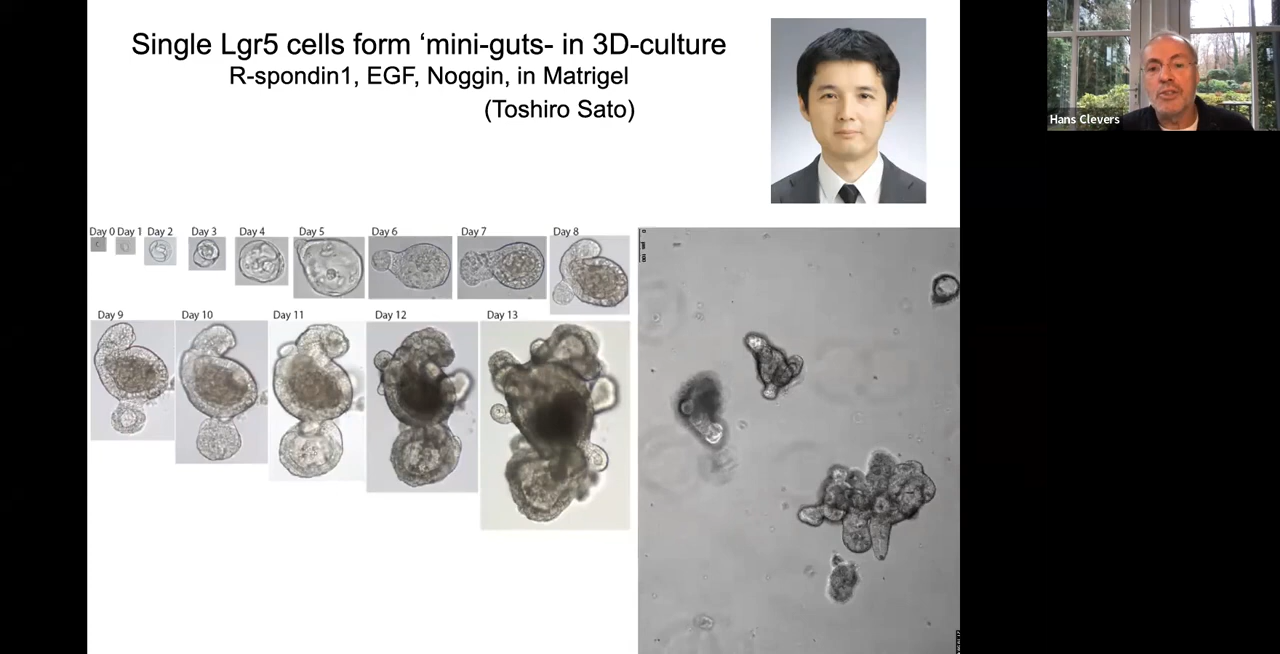 Single Lgr5 cells form ‘mini-guts- in 3D-culture
R-spondin1, EGF, Noggin, in Matrigel
(Toshiro Sato)
Hans Clevers
Day 0 Day 1 Day 2 Day 3 Day 4 Day 5 Day 6 Day 7 Day 8
Day 9 Day 10 Day 11 Day 12 Day 13